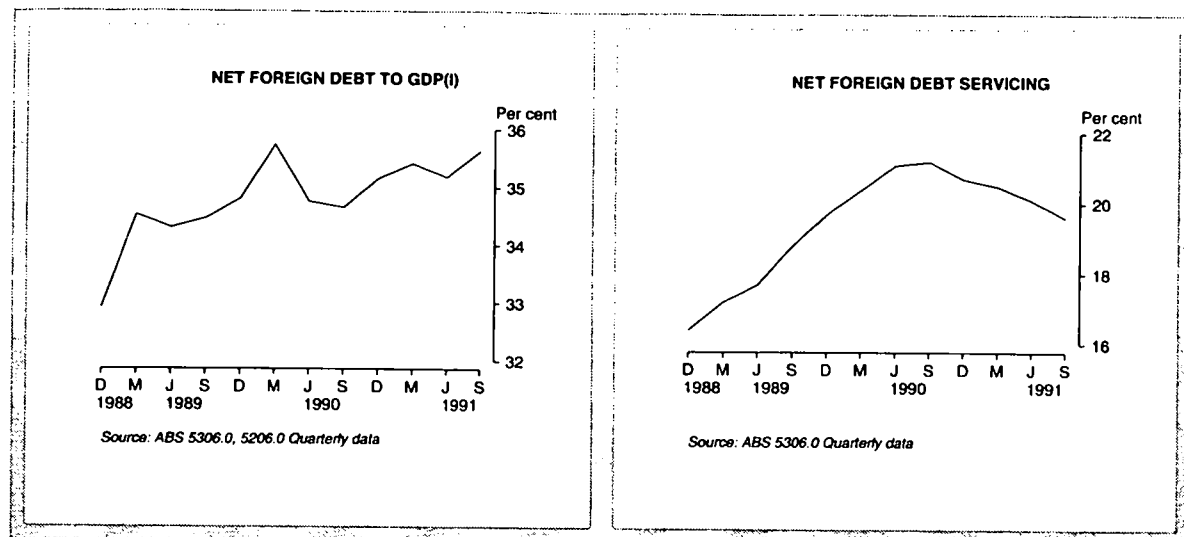 NET FOREIGN DEBT TO GDP(I)
Per cent
36
35
34
33
32
D M J S D M J S D M J S
1988 1989 1990 1991
Source: ABS 5306.0, 5206.0 Quarterly data
NET FOREIGN DEBT SERVICING
Per cent
22
20
18
16
D M J S D M J S D M J S
1988 1989 1990 1991
Source: ABS 5306.0 Quarterly data